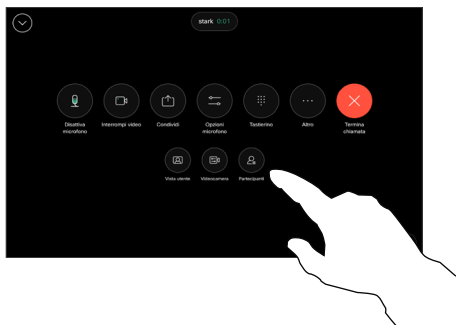 stark 0:01
Disattiva
microfono
Interrompi video
Condividi
Opzioni
microfono
Tastierino
Altro
Termina
chiamata
Vista utente
Videocamera
Partecipanti